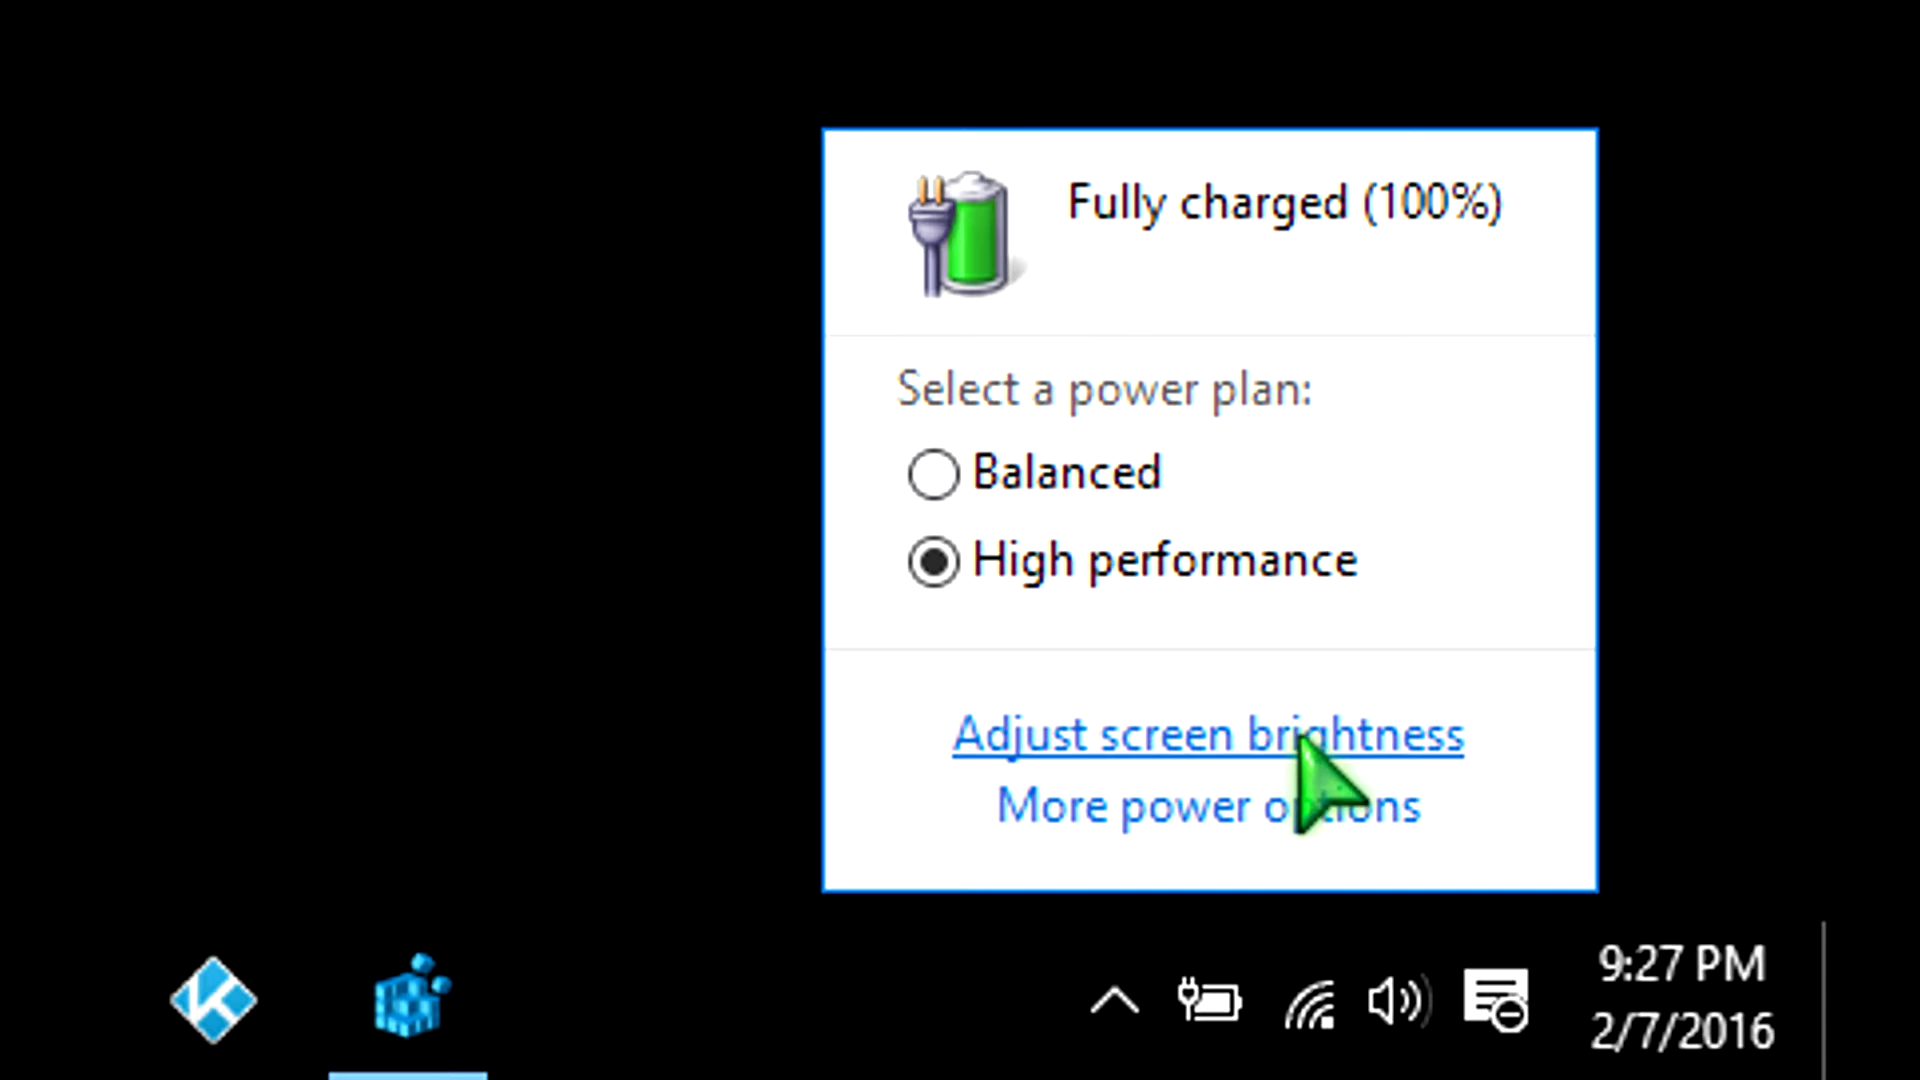 Fully charged (100%)
Select a power plan:
Balanced
High performance
Adjust screen brightness
More power options
9:27 PM
2/7/2016